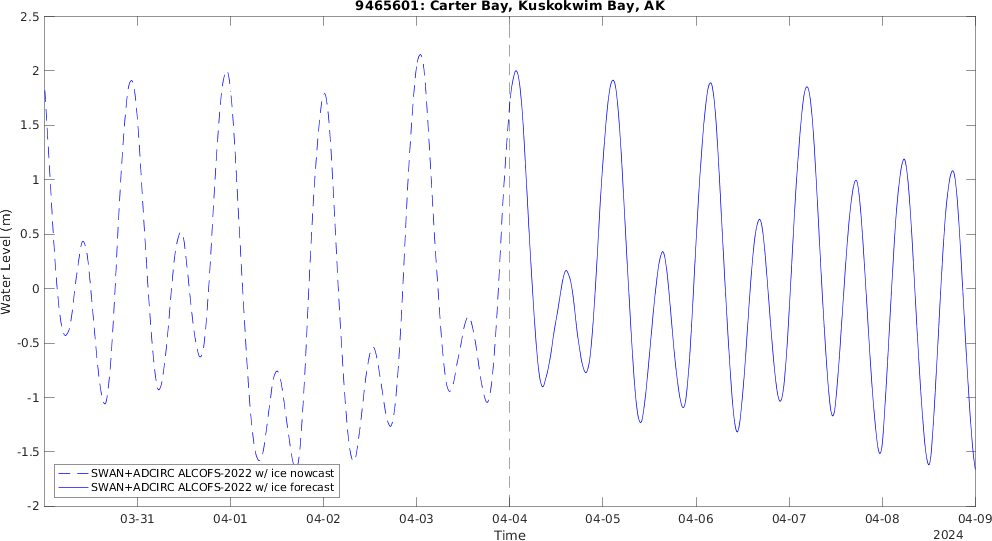 9465601: Carter Bay, Kuskokwim Bay, AK
2.5
2
1.5
1
0.5
0
-0.5
-1
-1.5
-2
Water Level (m)
SWAN+ADCIRC ALCOFS-2022 w/ ice nowcast
SWAN+ADCIRC ALCOFS-2022 w/ ice forecast
03-31 04-01 04-02 04-03 04-04 04-05 04-06 04-07 04-08 04-09
Time
2024